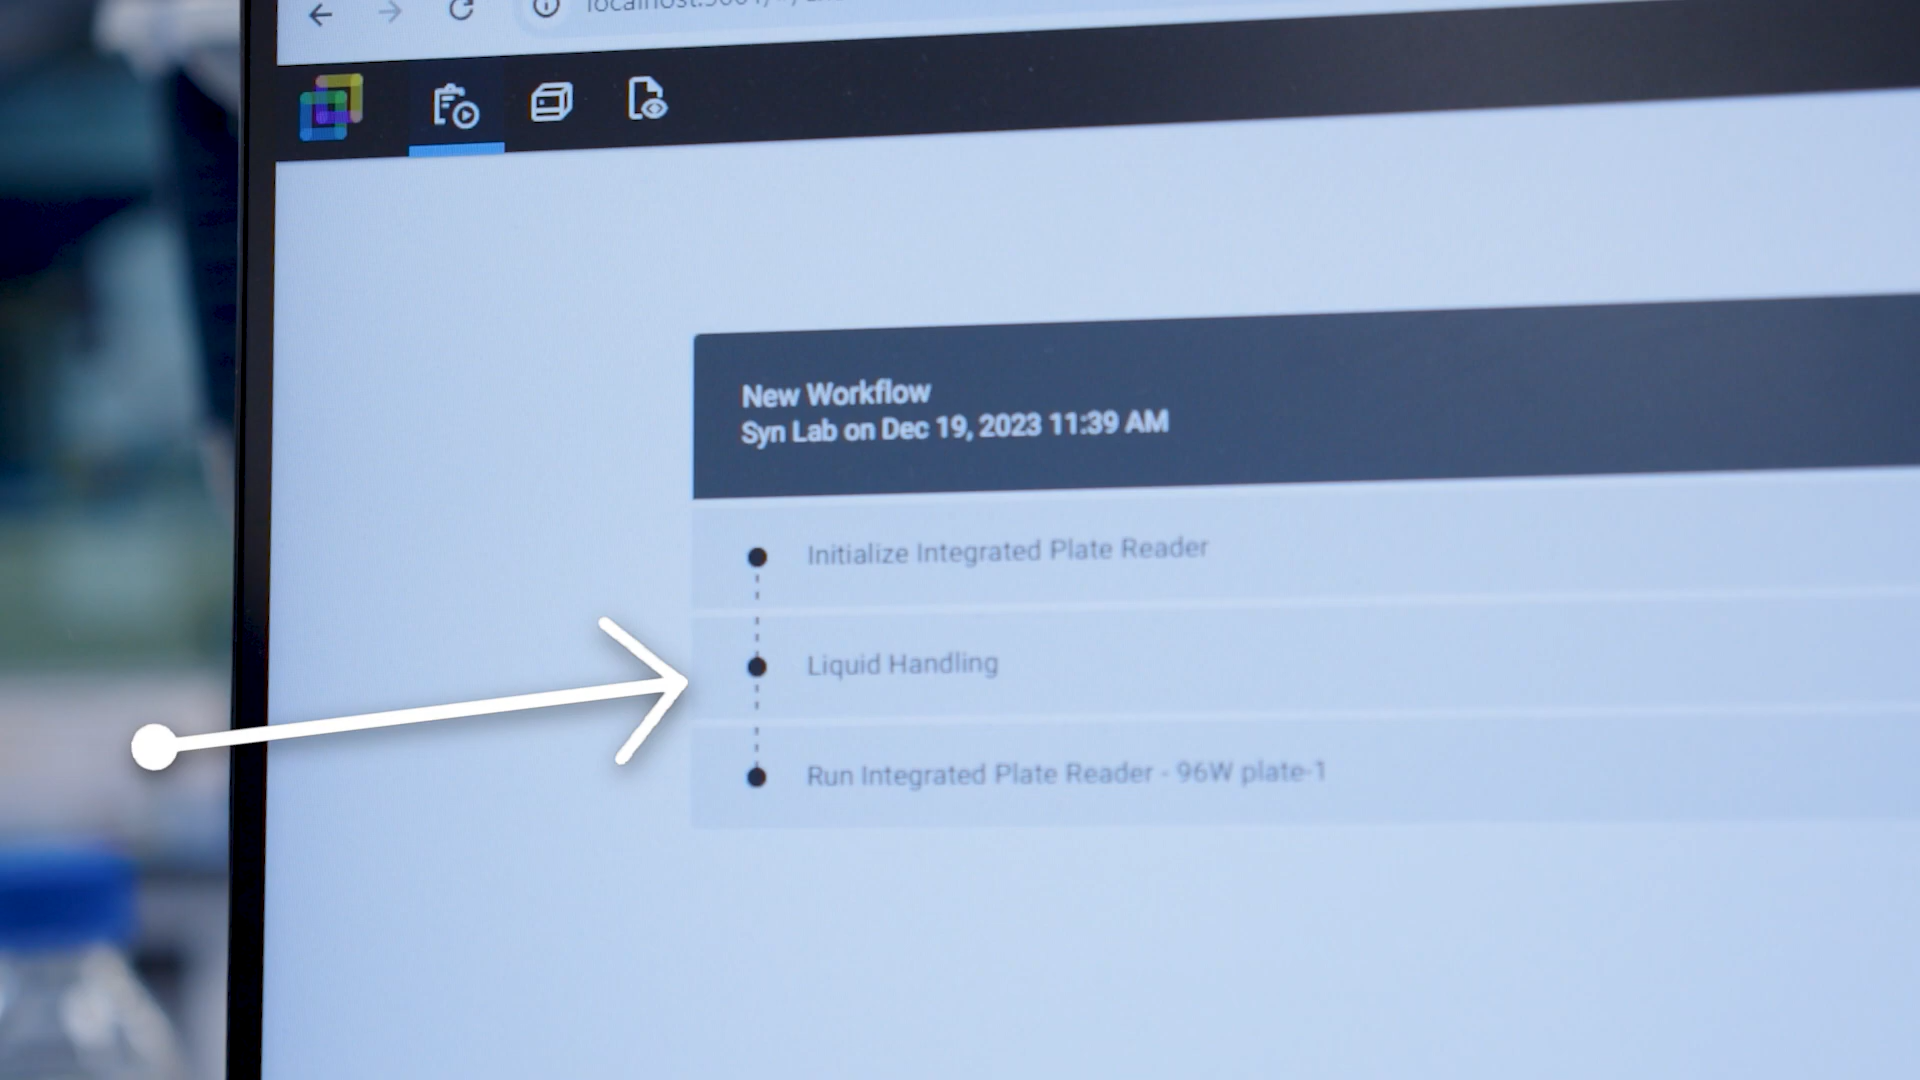 New Workflow
Syn Lab on Dec 19, 2023 11:39 AM
Initialize Integrated Plate Reader
Liquid Handling
Run Integrated Plate Reader - 96W plate-1